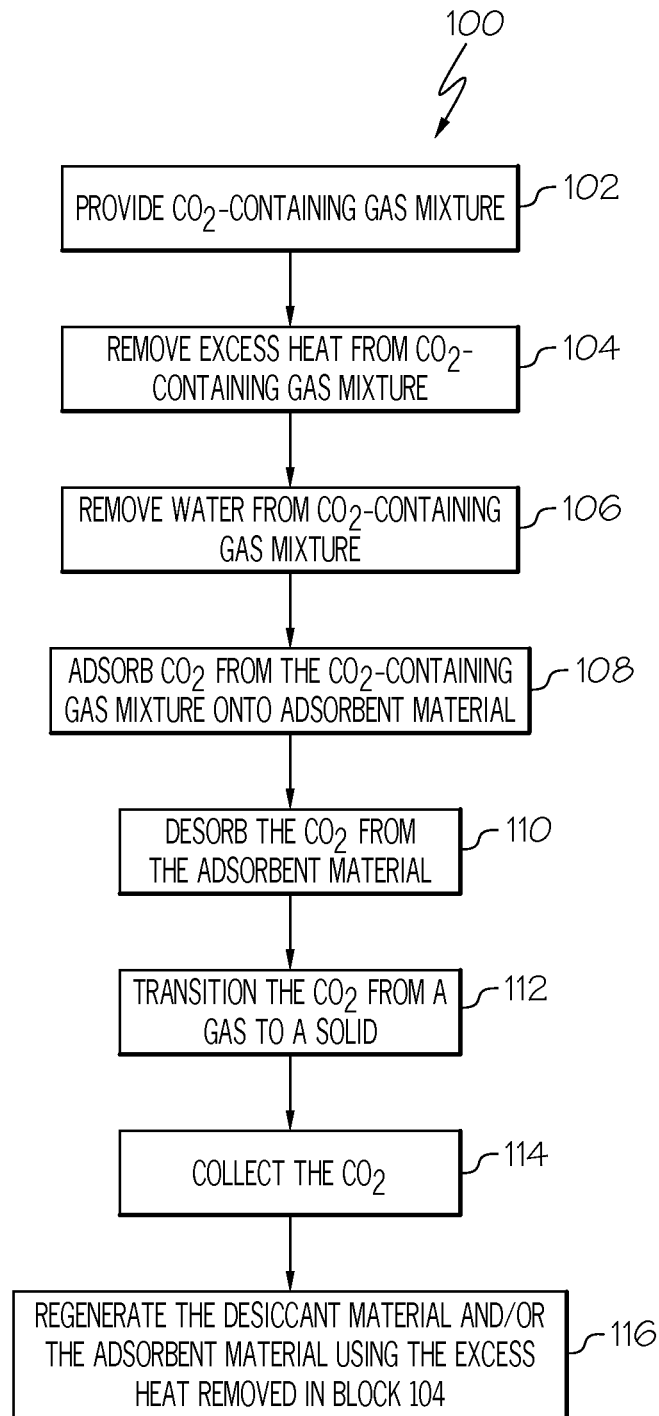 100
PROVIDE CO2-CONTAINING GAS MIXTURE
102
REMOVE EXCESS HEAT FROM CO2-
CONTAINING GAS MIXTURE
104
REMOVE WATER FROM CO2-CONTAINING
GAS MIXTURE
106
ADSORB CO2 FROM THE CO2-CONTAINING
GAS MIXTURE ONTO ADSORBENT MATERIAL
108
DESORB THE CO2 FROM
THE ADSORBENT MATERIAL
110
TRANSITION THE CO2 FROM A
GAS TO A SOLID
112
COLLECT THE CO2
114
REGENERATE THE DESICCANT MATERIAL AND/OR
THE ADSORBENT MATERIAL USING THE EXCESS
HEAT REMOVED IN BLOCK 104
116